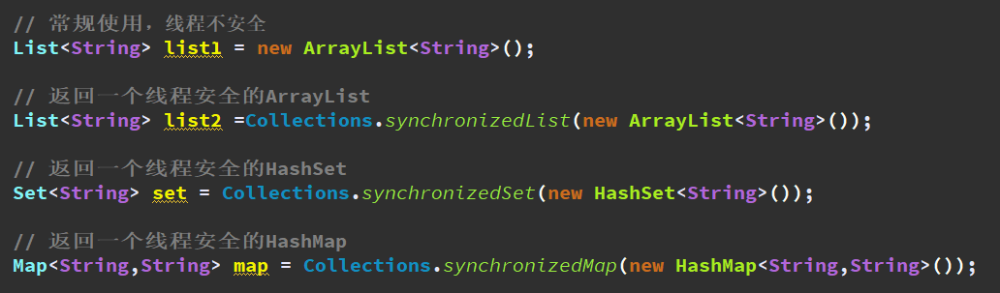 // 常规使用，线程不安全
List<String> list1 = new ArrayList<String>();
// 返回一个线程安全的ArrayList
List<String> list2 =Collections.synchronizedList(new ArrayList<String>());
// 返回一个线程安全的HashSet
Set<String> set = Collections.synchronizedSet(new HashSet<String>());
// 返回一个线程安全的HashMap
Map<String,String> map = Collections.synchronizedMap(new HashMap<String,String>());